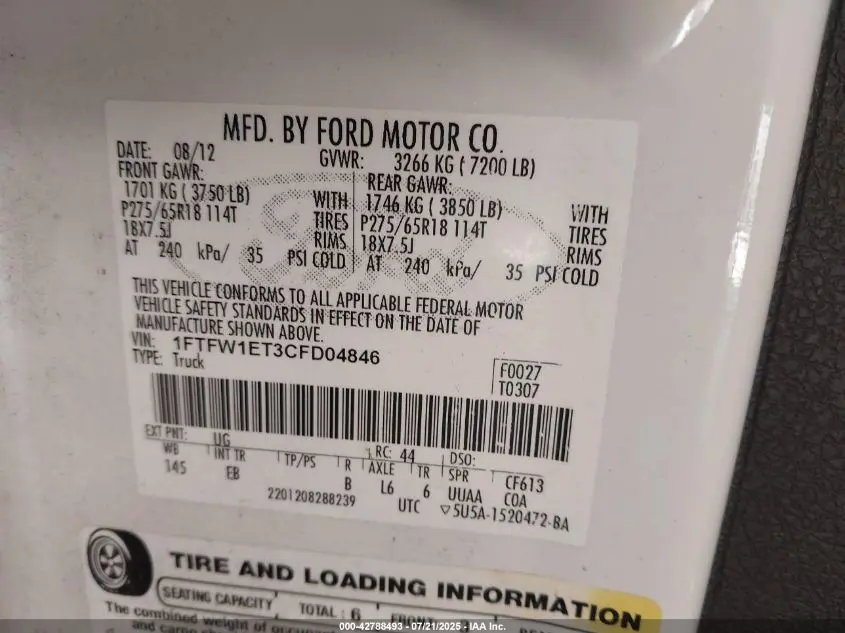 MFD. BY FORD MOTOR CO.
DATE: 08/12 GVWR: 3266 KG ( 7200 LB)
FRONT GAWR: REAR GAWR:
1701 KG ( 3750 LB) WITH 1746 KG ( 3850 LB) WITH
P275/65R18 114T TIRES P275/65R18 114T TIRES
18X7.5J RIMS 18X7.5J RIMS
AT 240 kPa/ 35 PSI COLD AT 240 kPa/ 35 PSI COLD
THIS VEHICLE CONFORMS TO ALL APPLICABLE FEDERAL MOTOR
VEHICLE SAFETY STANDARDS IN EFFECT ON THE DATE OF
MANUFACTURE SHOWN ABOVE.
VIN: 1FTFW1ET3CFD04846
TYPE: Truck
F0027
T0307
EXT PNT: UG RC: 44 DSO:
WB INT TR TP/PS R AXLE TR SPR CF613
145 EB B L6 6 UUAA COA
2201208288239 UTC ▽5U5A-1520472-BA
TIRE AND LOADING INFORMATION
SEATING CAPACITY TOTAL : 6 FRONT
The combined weight of
000-42788493 - 07/21/2025 - IAA Inc.